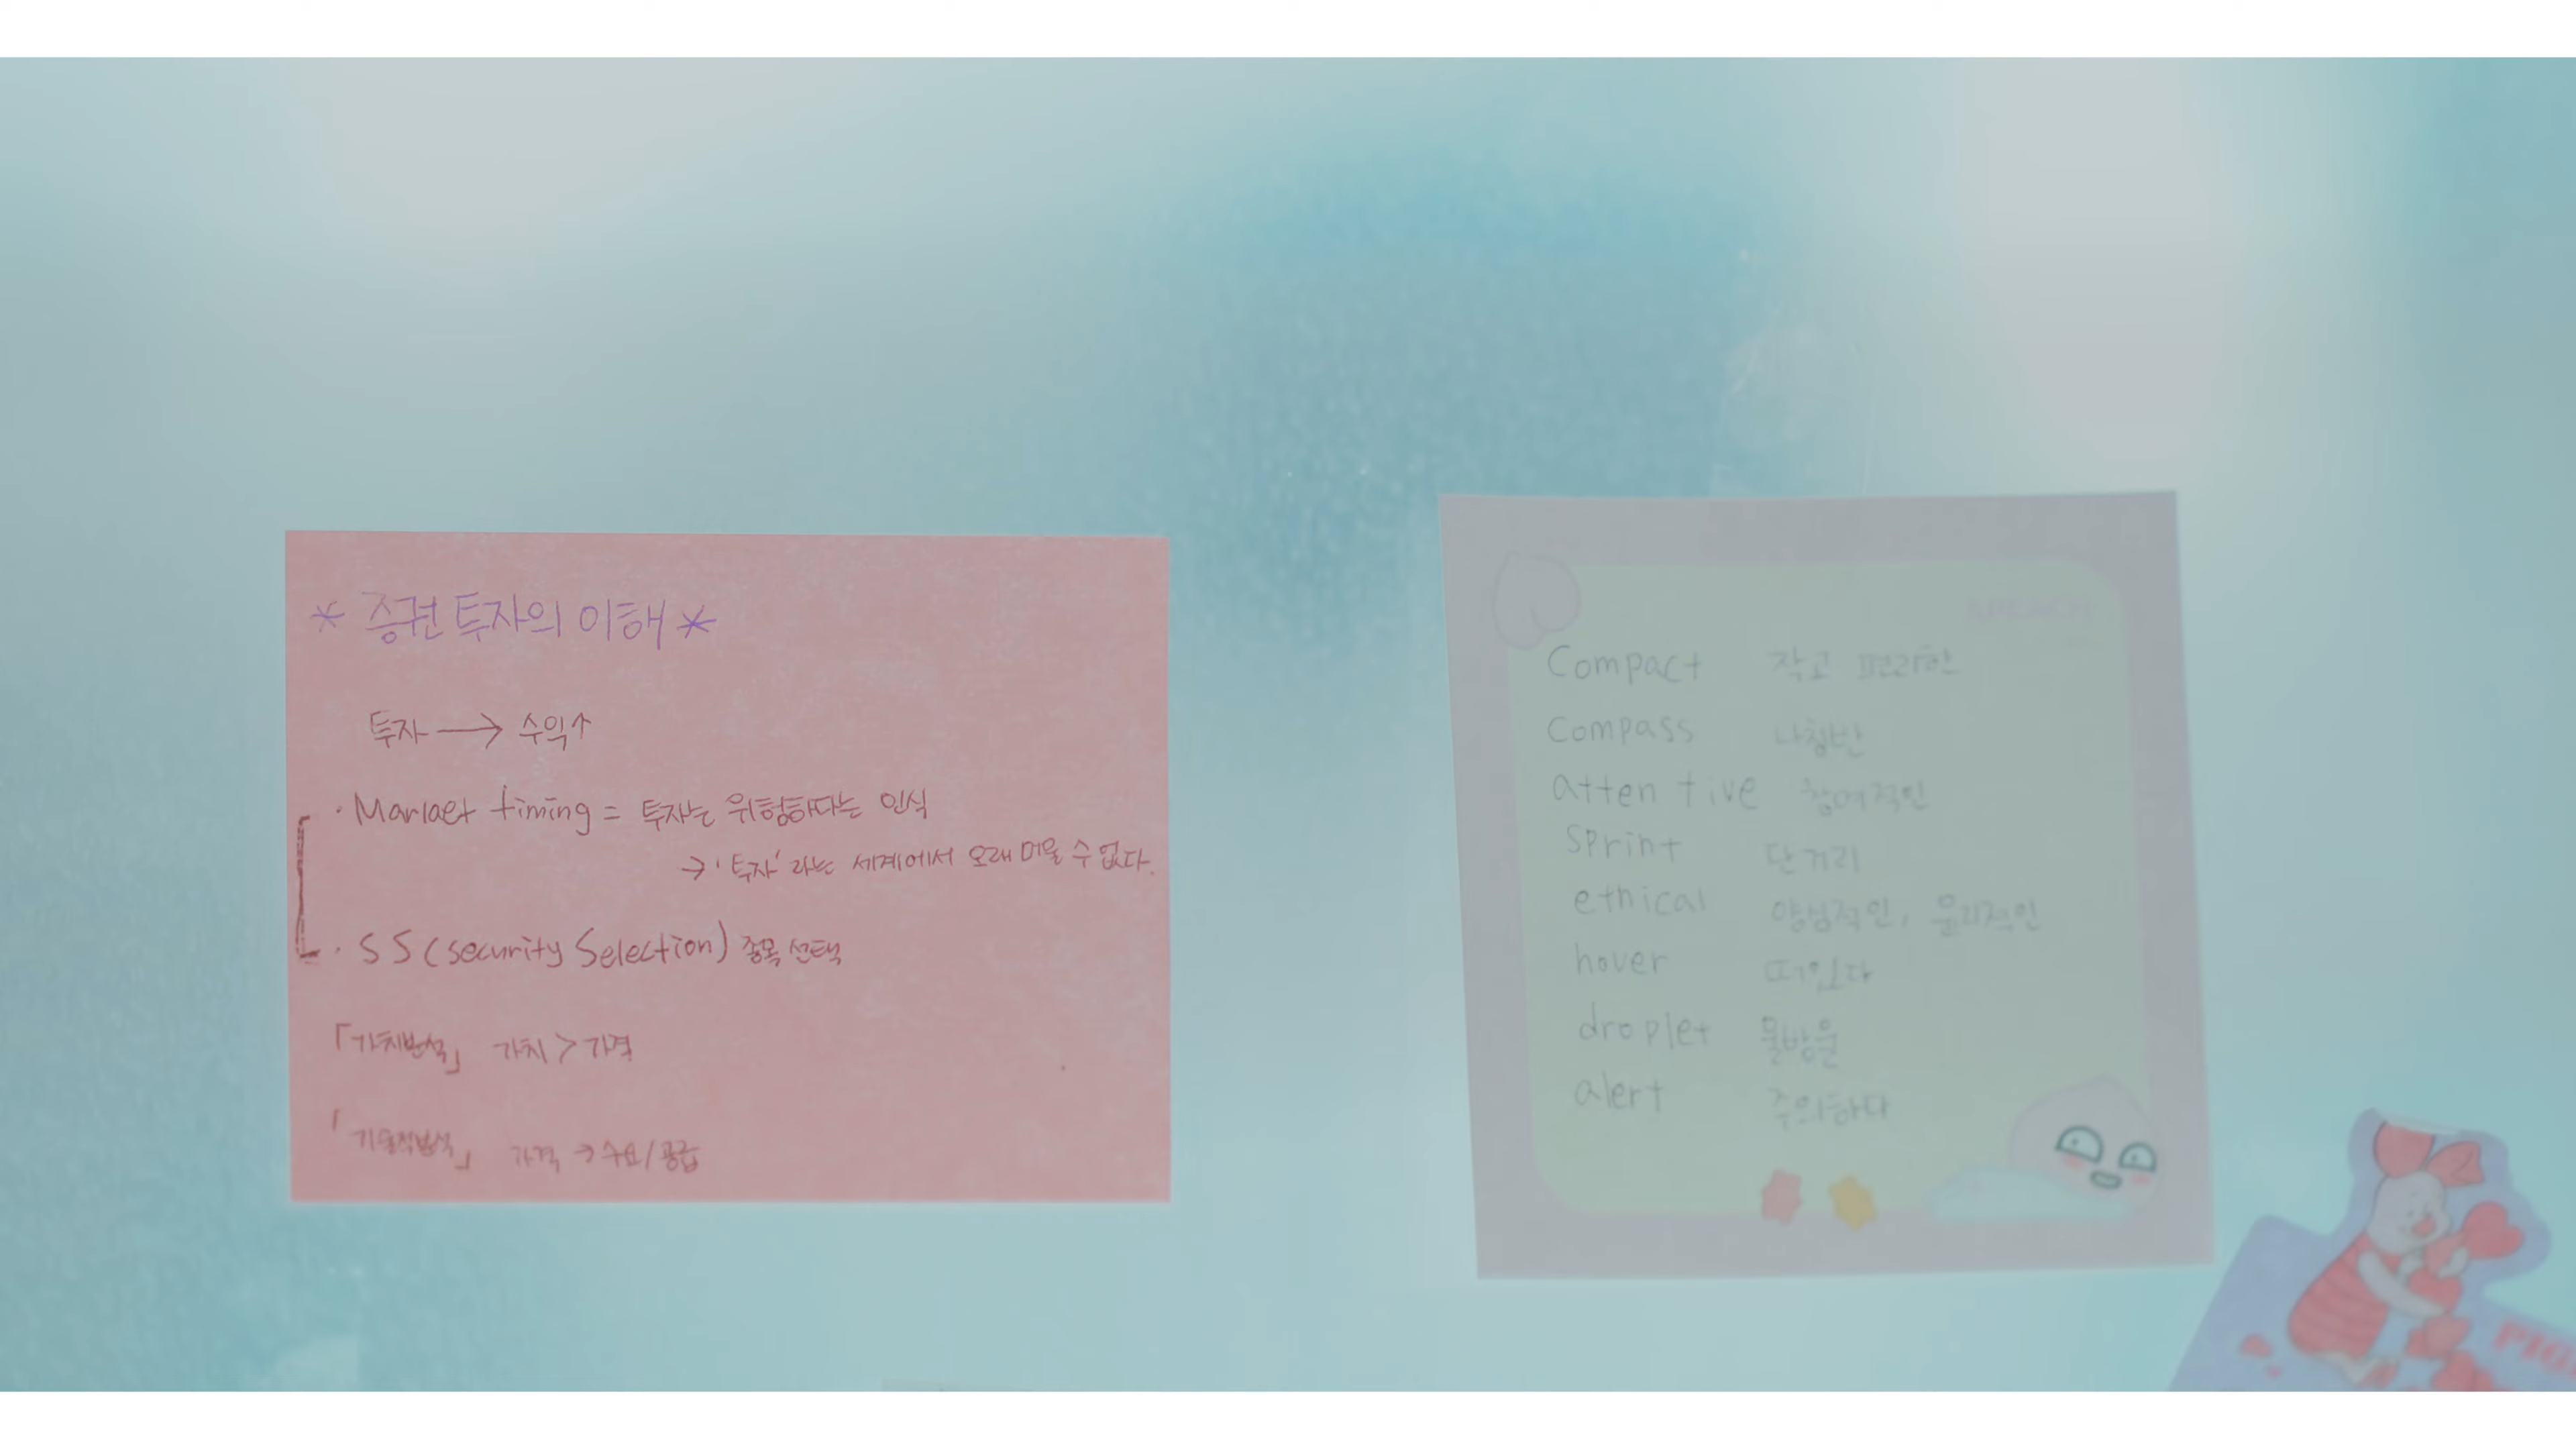 * 증권 투자의 이해 *
투자 → 수익↑
· Market timing = 투자는 위험하다는 인식
→ '투자' 라는 세계에서 오래 머물 수 없다.
· SS (security Selection) 종목 선택
「가치분석」 가치 > 가격
「기술적분석」 가격 → 수요/공급
Compact 작고 편리한
Compass 나침반
attentive 참여적인
sprint 단거리
ethical 양심적인, 윤리적인
hover 떠있다
droplet 물방울
alert 주의하다
PIG